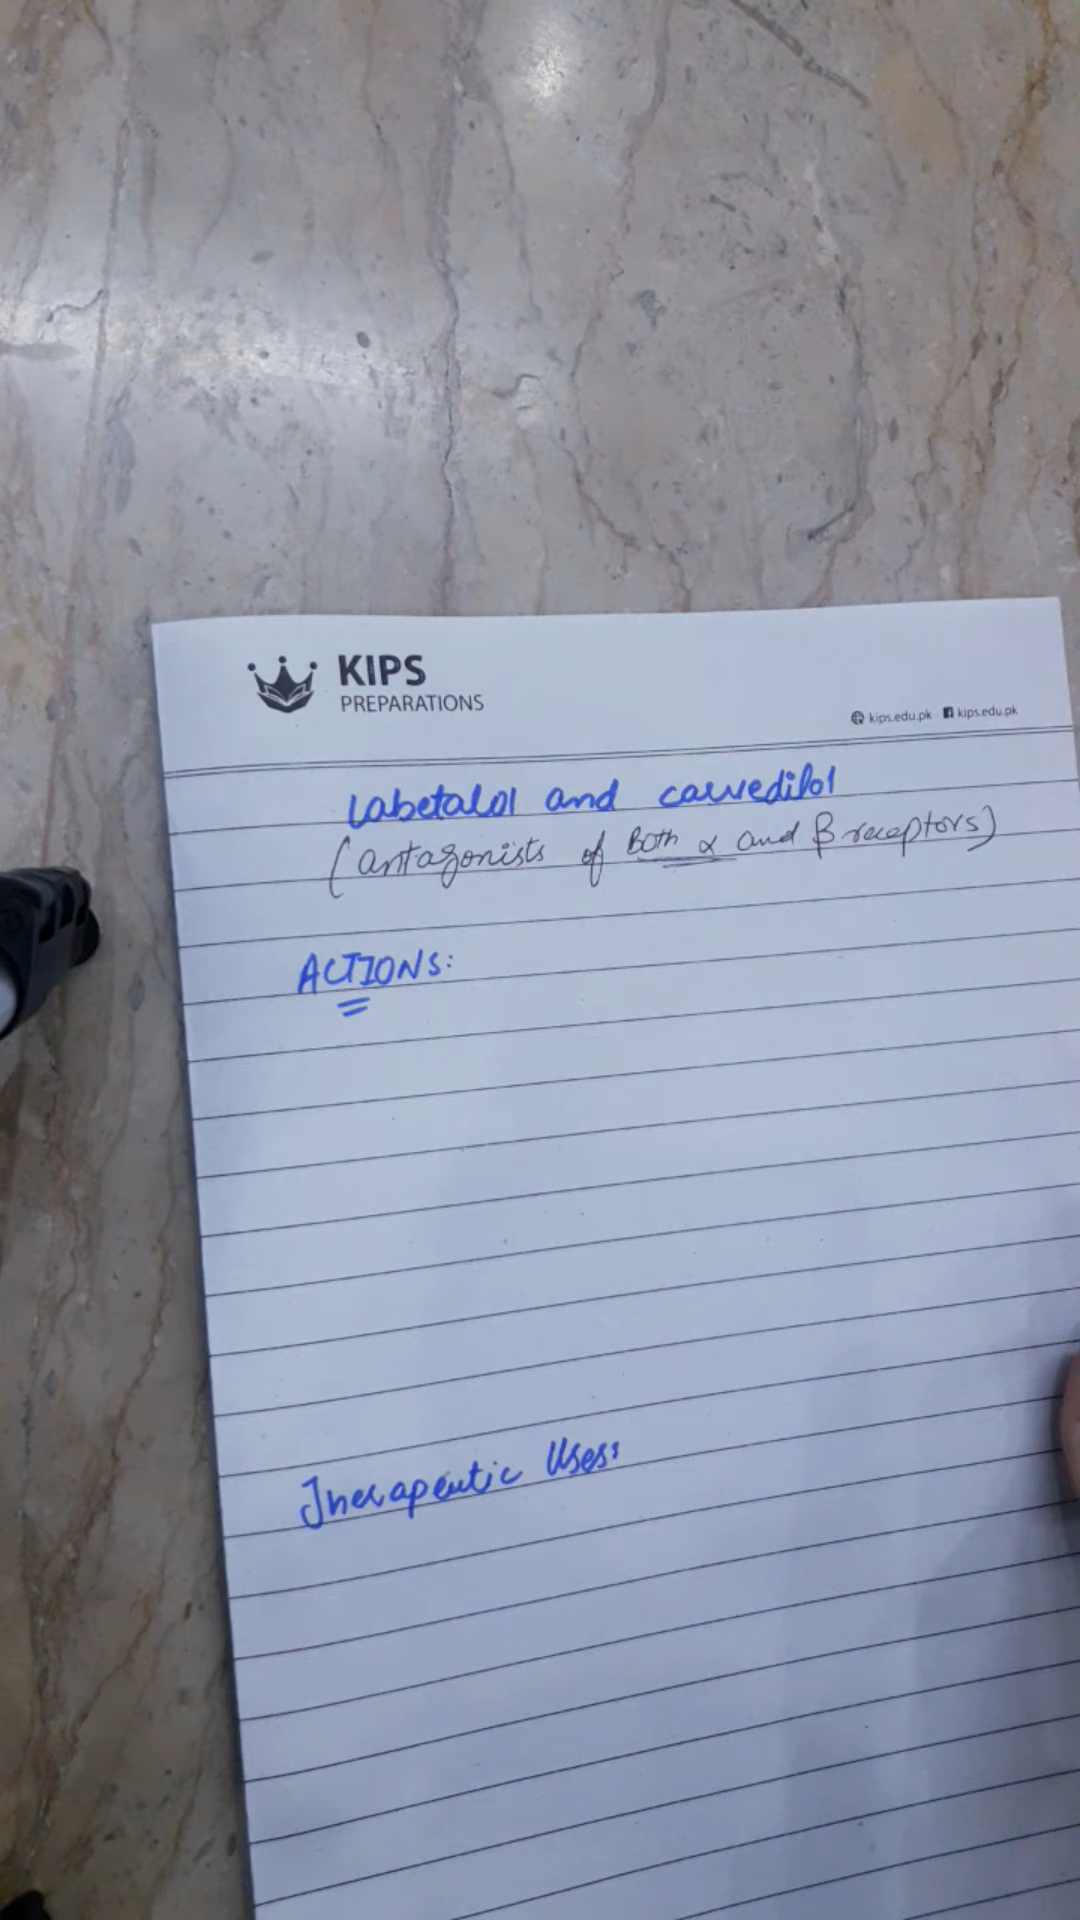 KIPS
PREPARATIONS
kips.edu.pk kips.edu.pk
Labetalol and carvedilol
(antagonists of Both α and β receptors)
ACTIONS:
Therapeutic Uses: